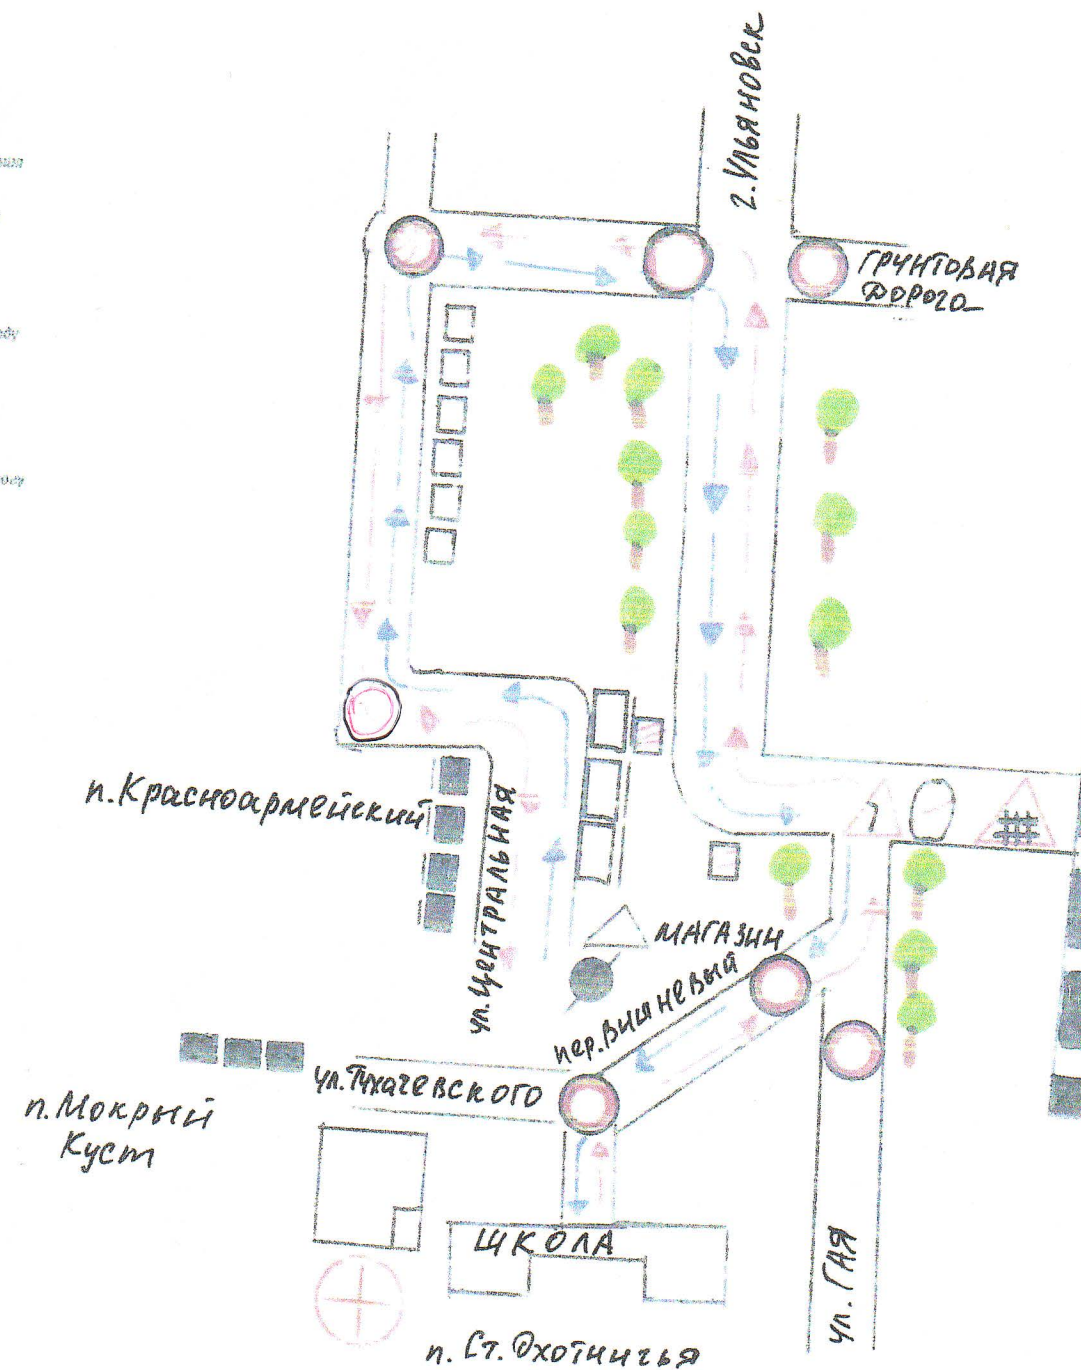 г. Ульяновск
ГРУНТОВАЯ
ДОРОГА
п. Красноармейский
ул. ЦЕНТРАЛЬНАЯ
МАГАЗИН
пер. ВИШНЕВЫЙ
ул. Тухачевского
п. Мокрый
Куст
ШКОЛА
ул. ГАЯ
п. Ст. Охотничья